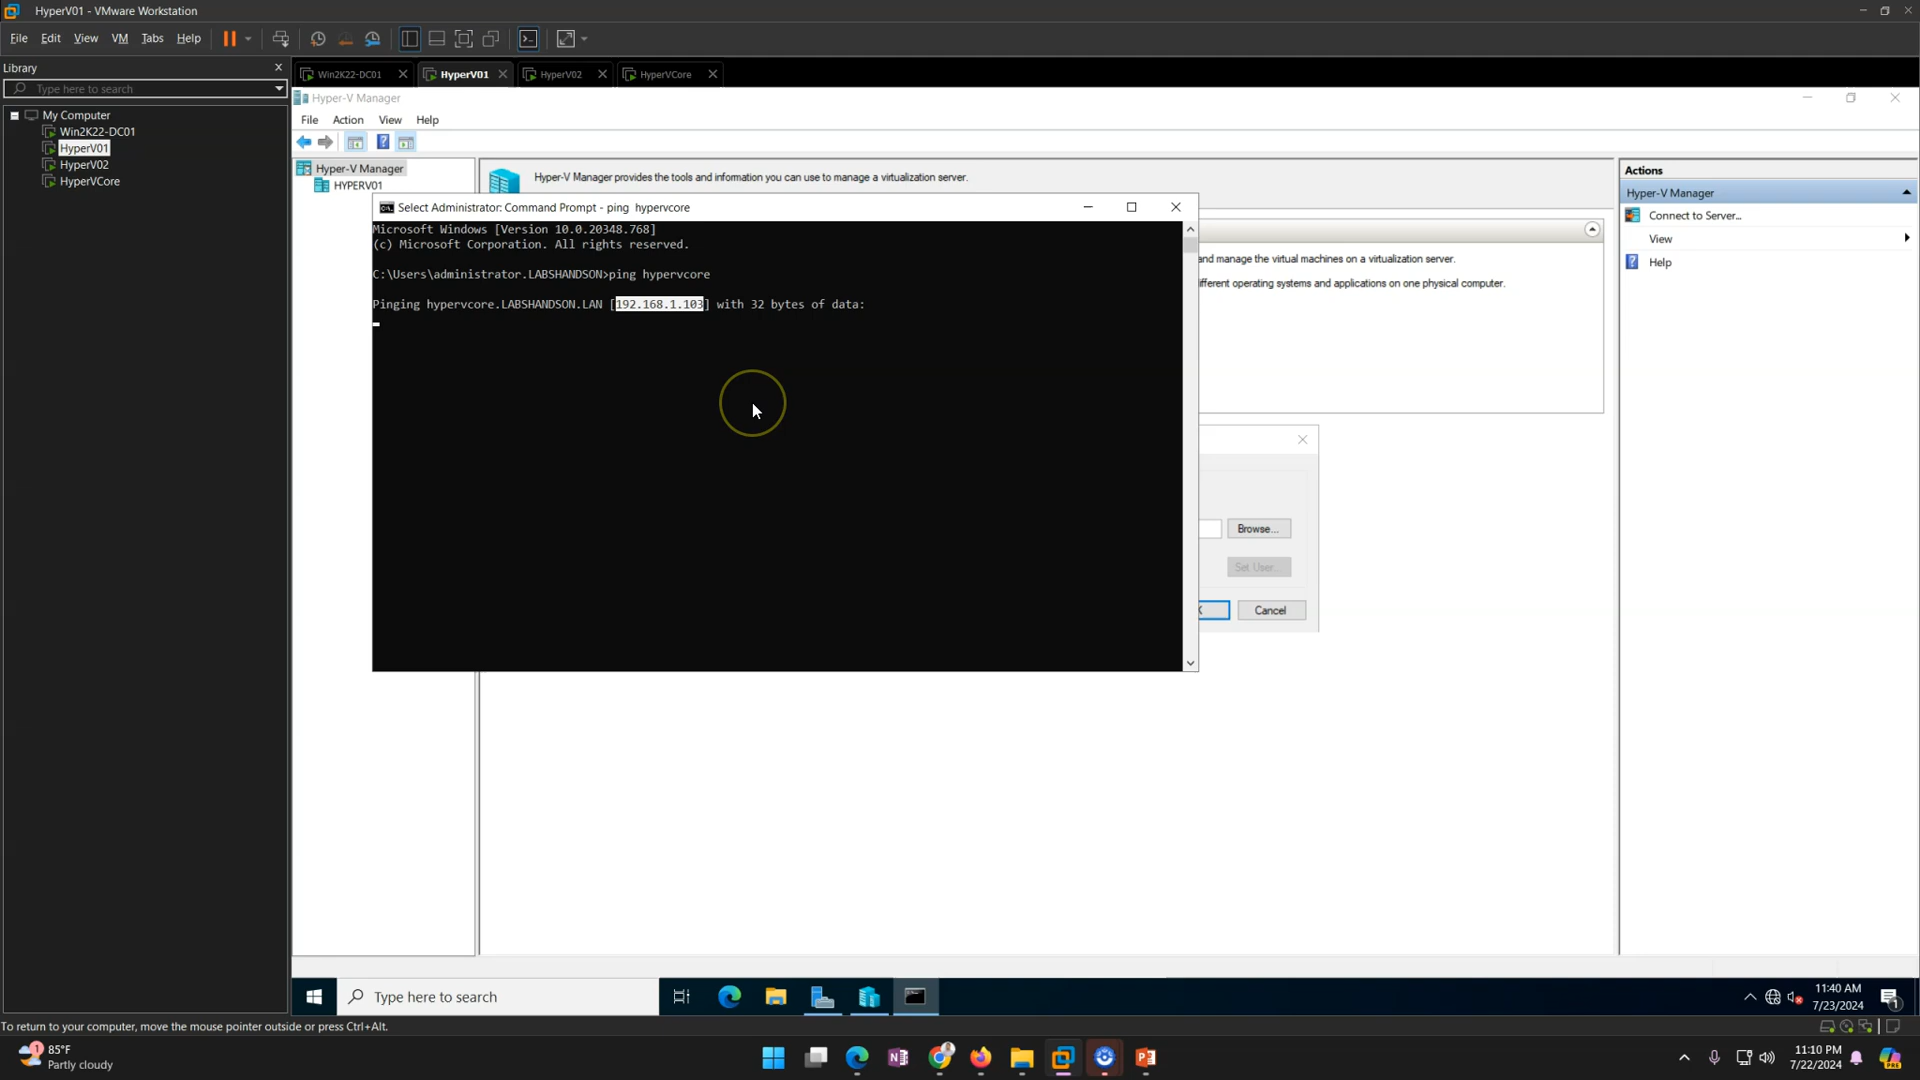 HyperV01 - VMware Workstation
File Edit View VM Tabs Help
Library
Type here to search
My Computer
Win2K22-DC01
HyperV01
HyperV02
HyperVCore
Win2K22-DC01 HyperV01 HyperV02 HyperVCore
Hyper-V Manager
File Action View Help
Hyper-V Manager
HYPERV01
Hyper-V Manager provides the tools and information you can use to manage a virtualization server.
Select Administrator: Command Prompt - ping hypervcore
Microsoft Windows [Version 10.0.20348.768]
(c) Microsoft Corporation. All rights reserved.
C:\Users\administrator.LABSHANDSON>ping hypervcore
Pinging hypervcore.LABSHANDSON.LAN [192.168.1.103] with 32 bytes of data:
and manage the virtual machines on a virtualization server.
fferent operating systems and applications on one physical computer.
Browse...
Set User...
Cancel
Actions
Hyper-V Manager
Connect to Server...
View
Help
Type here to search
11:40 AM
7/23/2024
1
To return to your computer, move the mouse pointer outside or press Ctrl+Alt.
1
85°F
Partly cloudy
11:10 PM
7/22/2024